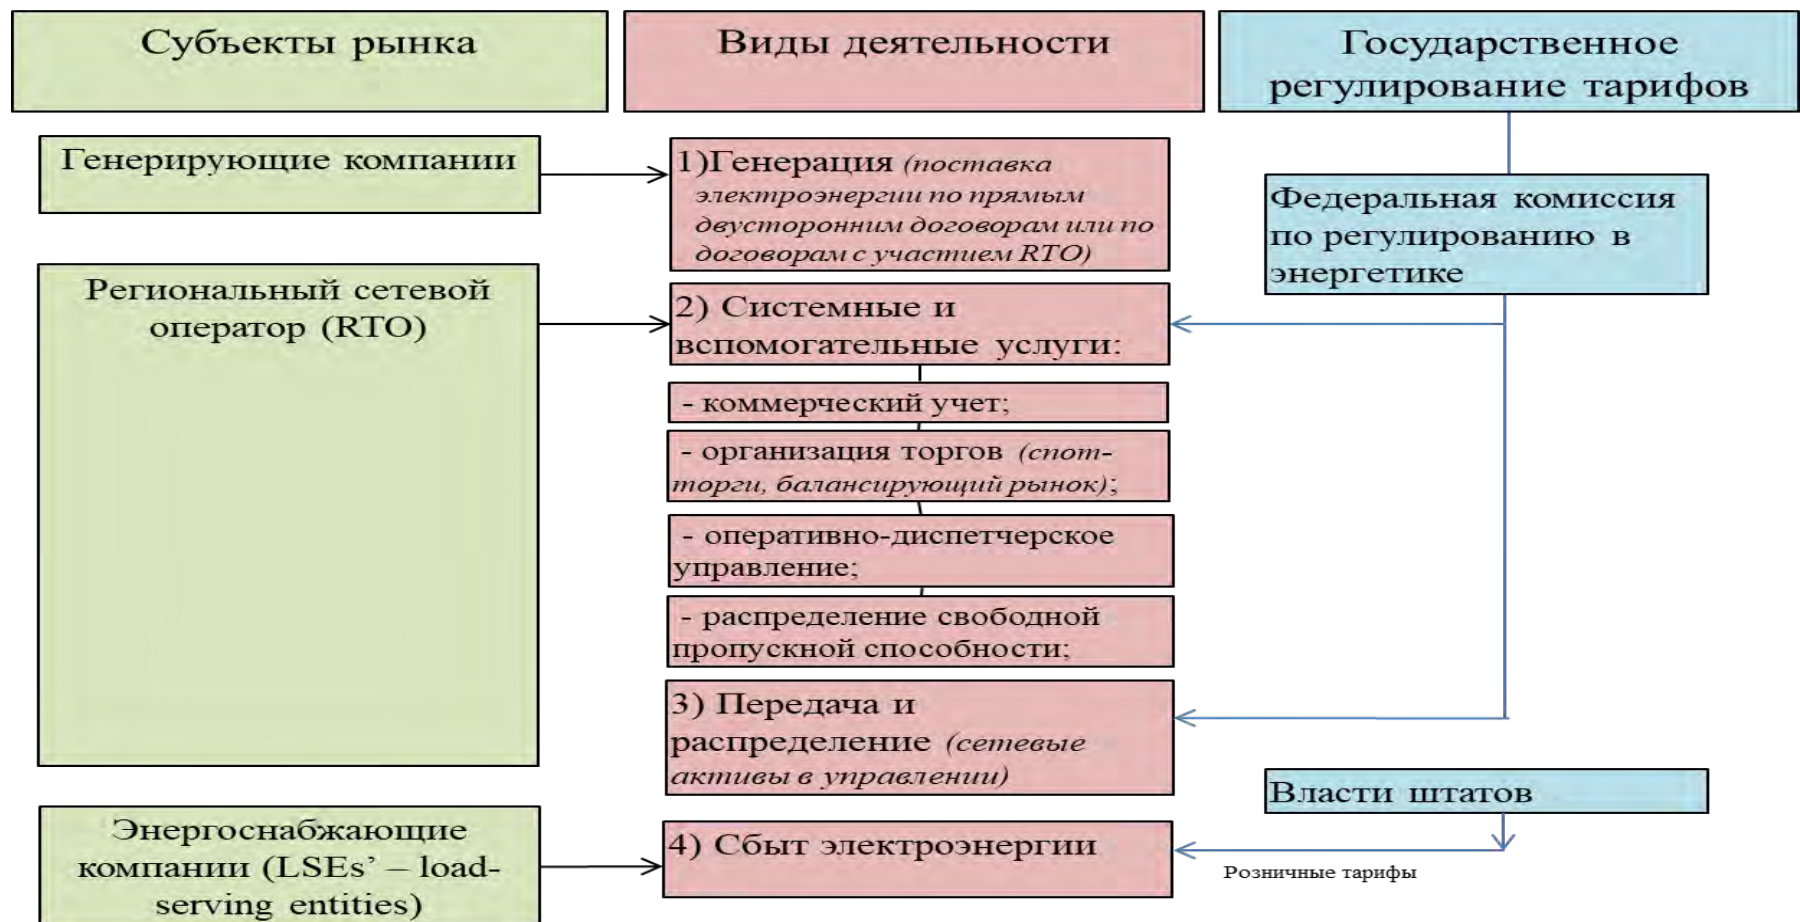 Субъекты рынка
Виды деятельности
Государственное
регулирование тарифов
Генерирующие компании
1)Генерация (поставка
электроэнергии по прямым
двусторонним договорам или по
договорам с участием RTO)
Федеральная комиссия
по регулированию в
энергетике
Региональный сетевой
оператор (RTO)
2) Системные и
вспомогательные услуги:
- коммерческий учет;
- организация торгов (спот-
торги, балансирующий рынок);
- оперативно-диспетчерское
управление;
- распределение свободной
пропускной способности;
3) Передача и
распределение (сетевые
активы в управлении)
Власти штатов
Энергоснабжающие
компании (LSEs’ – load-
serving entities)
4) Сбыт электроэнергии
Розничные тарифы